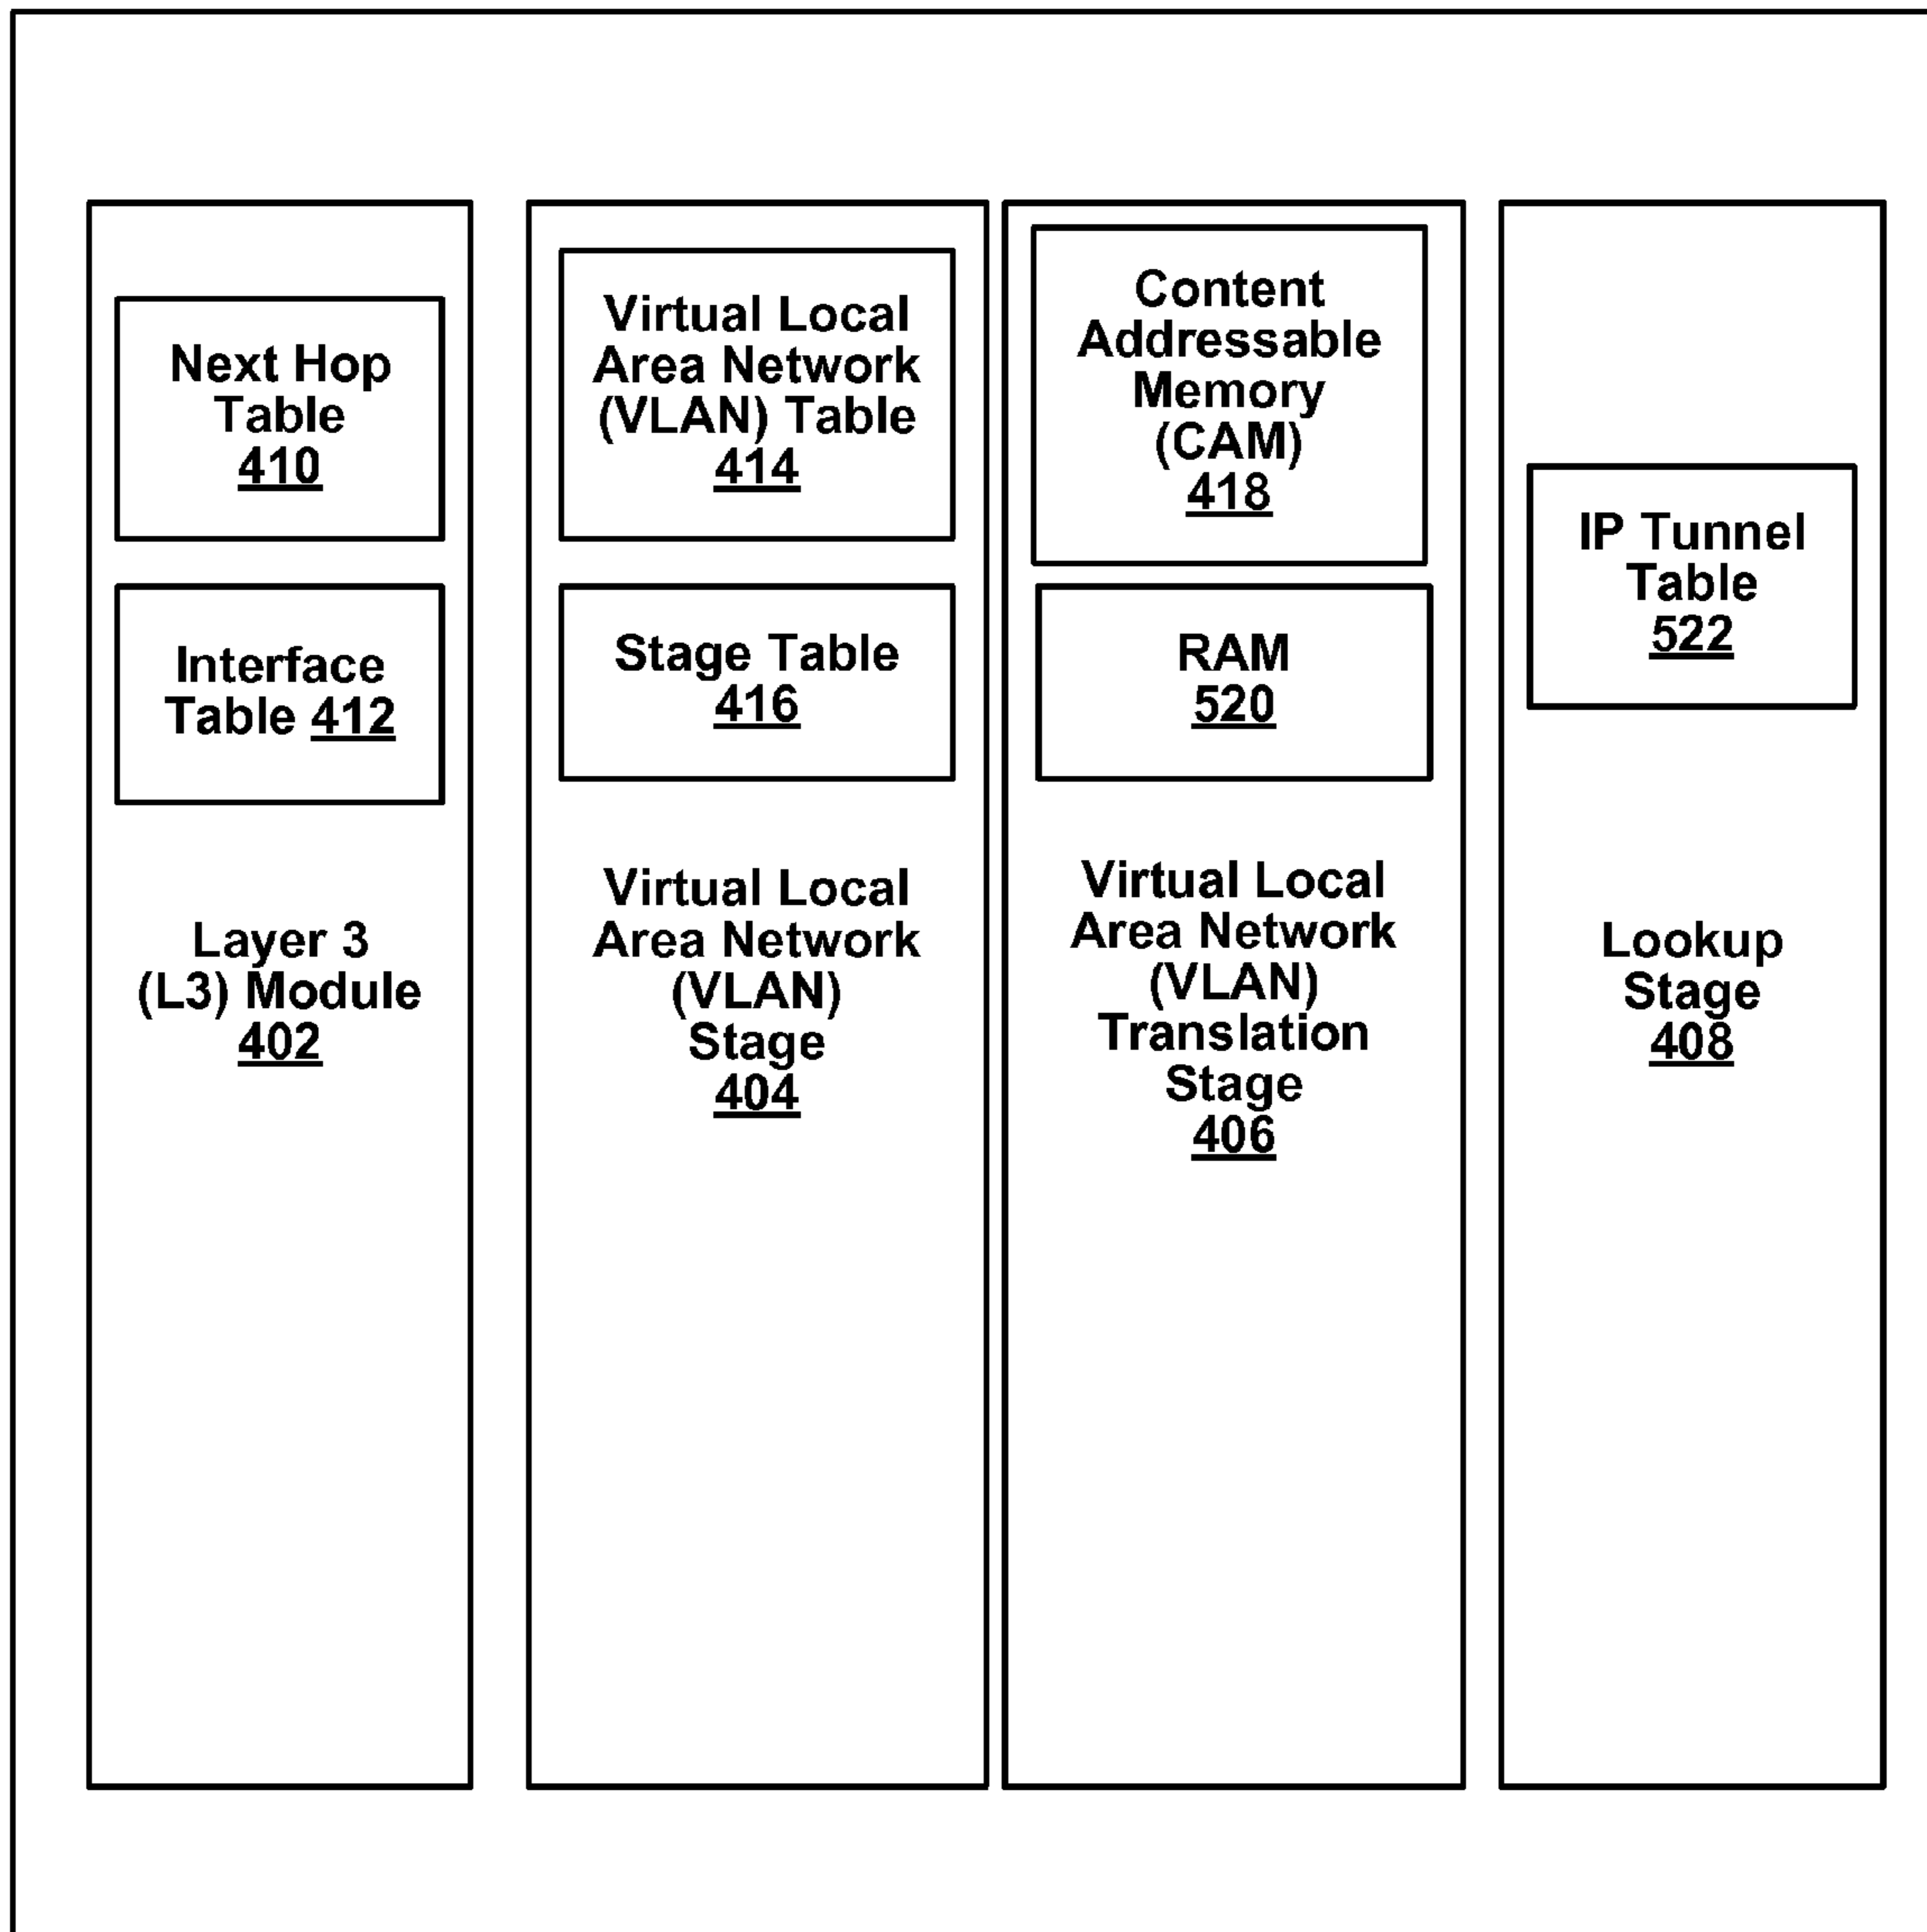 Next Hop
Table
410
Interface
Table 412
Layer 3
(L3) Module
402
Virtual Local
Area Network
(VLAN) Table
414
Stage Table
416
Virtual Local
Area Network
(VLAN)
Stage
404
Content
Addressable
Memory
(CAM)
418
RAM
520
Virtual Local
Area Network
(VLAN)
Translation
Stage
406
IP Tunnel
Table
522
Lookup
Stage
408